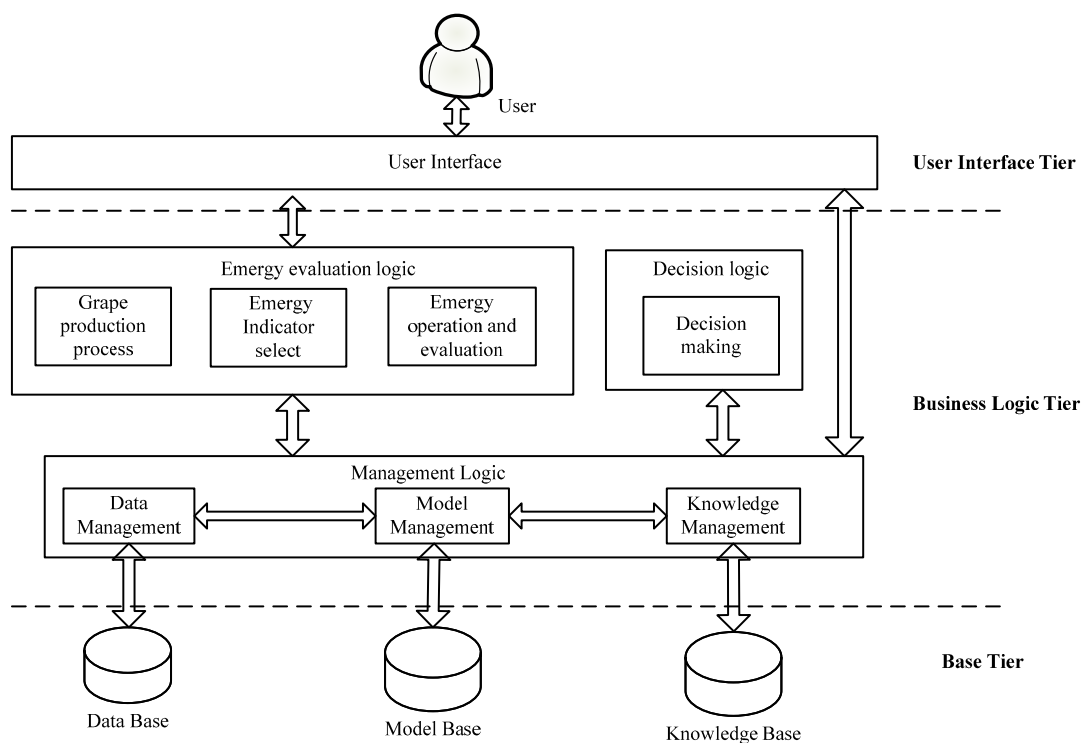 User
User Interface
User Interface Tier
Emergy evaluation logic
Grape
production
process
Emergy
Indicator
select
Emergy
operation and
evaluation
Decision logic
Decision
making
Business Logic Tier
Management Logic
Data
Management
Model
Management
Knowledge
Management
Base Tier
Data Base
Model Base
Knowledge Base